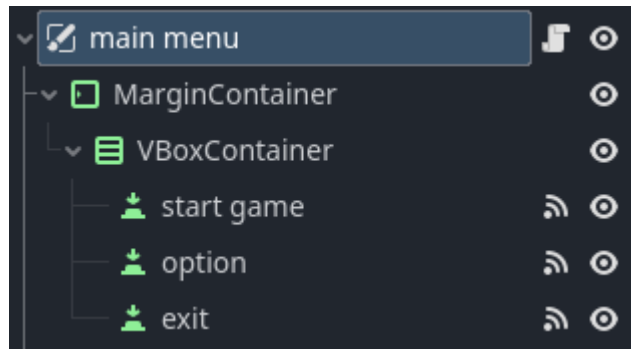 main menu
MarginContainer
VBoxContainer
start game
option
exit